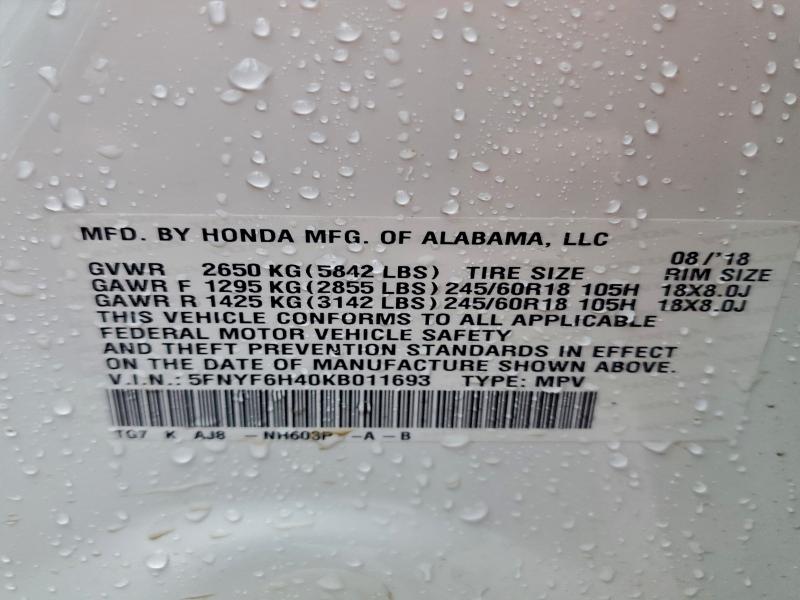 MFD. BY HONDA MFG. OF ALABAMA, LLC 08/'18
GVWR 2650 KG(5842 LBS) TIRE SIZE RIM SIZE
GAWR F 1295 KG(2855 LBS)245/60R18 105H 18X8.0J
GAWR R 1425 KG(3142 LBS)245/60R18 105H 18X8.0J
THIS VEHICLE CONFORMS TO ALL APPLICABLE
FEDERAL MOTOR VEHICLE SAFETY
AND THEFT PREVENTION STANDARDS IN EFFECT
ON THE DATE OF MANUFACTURE SHOWN ABOVE.
V.I.N.: 5FNYF6H40KB011693 TYPE: MPV
TG7 K AJ8 -NH603P -A-B